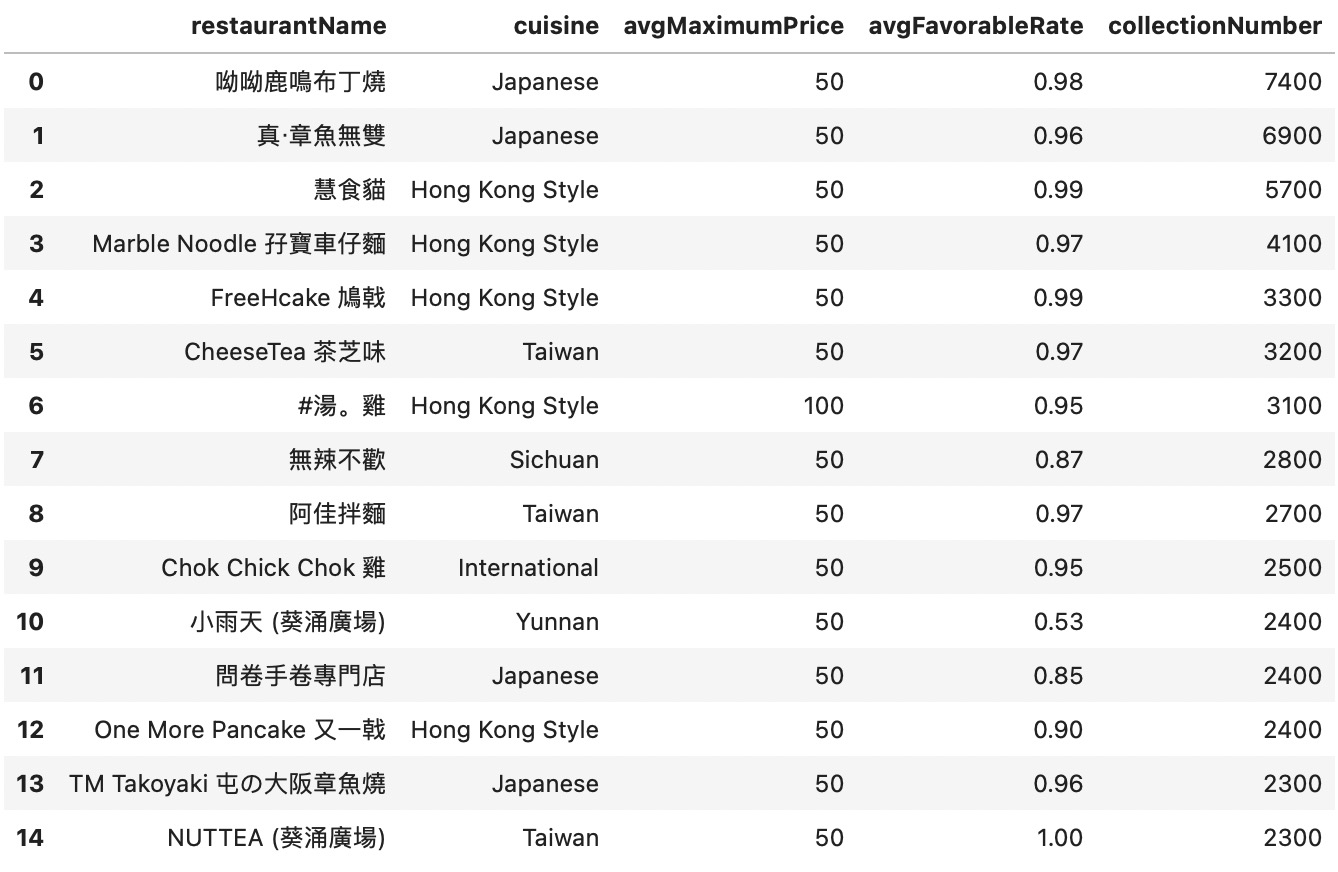 restaurantName cuisine avgMaximumPrice avgFavorableRate collectionNumber
0 呦呦鹿鳴布丁燒 Japanese 50 0.98 7400
1 真·章魚無雙 Japanese 50 0.96 6900
2 慧食貓 Hong Kong Style 50 0.99 5700
3 Marble Noodle 孖寶車仔麵 Hong Kong Style 50 0.97 4100
4 FreeHcake 鳩戟 Hong Kong Style 50 0.99 3300
5 CheeseTea 茶芝味 Taiwan 50 0.97 3200
6 #湯。雞 Hong Kong Style 100 0.95 3100
7 無辣不歡 Sichuan 50 0.87 2800
8 阿佳拌麵 Taiwan 50 0.97 2700
9 Chok Chick Chok 雞 International 50 0.95 2500
10 小雨天 (葵涌廣場) Yunnan 50 0.53 2400
11 問卷手卷專門店 Japanese 50 0.85 2400
12 One More Pancake 又一戟 Hong Kong Style 50 0.90 2400
13 TM Takoyaki 屯の大阪章魚燒 Japanese 50 0.96 2300
14 NUTTEA (葵涌廣場) Taiwan 50 1.00 2300